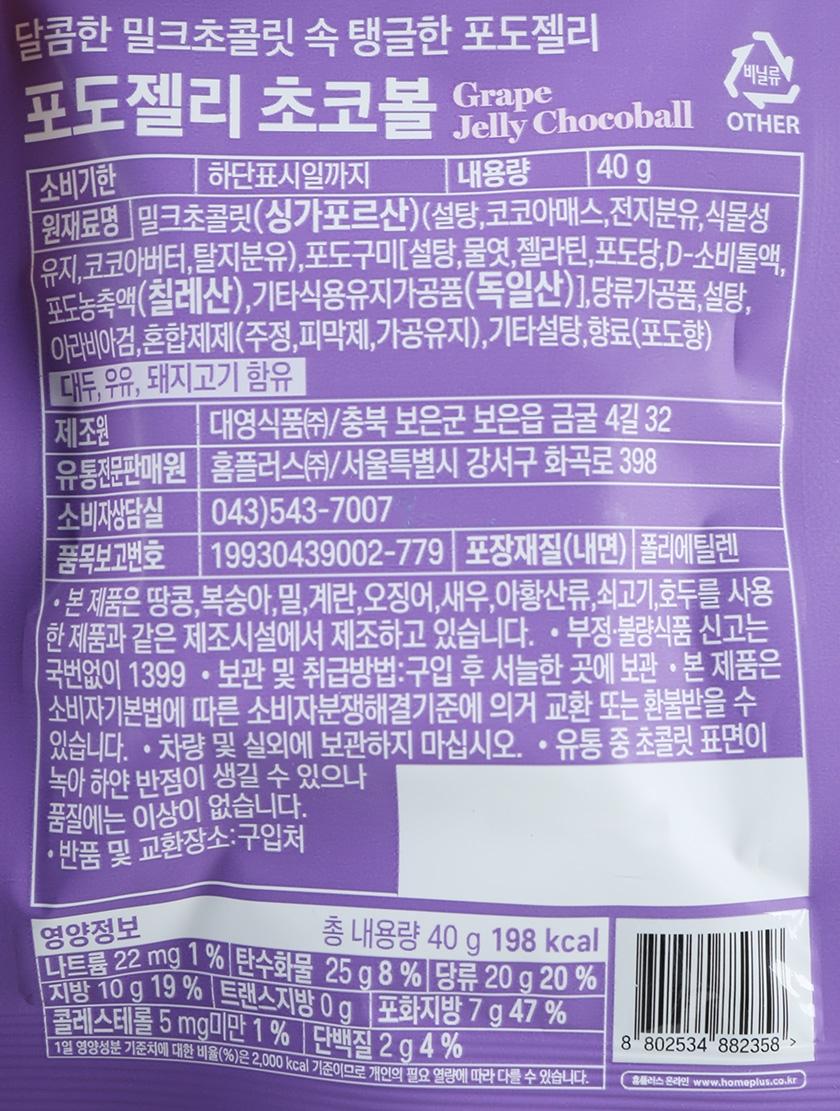 달콤한 밀크초콜릿 속 탱글한 포도젤리
포도젤리 초코볼 Grape Jelly Chocoball
비닐류
OTHER
소비기한 하단표시일까지 내용량 40 g
원재료명 밀크초콜릿(싱가포르산)(설탕,코코아매스,전지분유,식물성
유지,코코아버터,탈지분유),포도구미[설탕,물엿,젤라틴,포도당,D-소비톨액,
포도농축액(칠레산),기타식용유지가공품(독일산)],당류가공품,설탕,
아라비아검,혼합제제(주정,피막제,가공유지),기타설탕,향료(포도향)
대두, 우유, 돼지고기 함유
제조원 대영식품㈜/충북 보은군 보은읍 금굴 4길 32
유통전문판매원 홈플러스㈜/서울특별시 강서구 화곡로 398
소비자상담실 043)543-7007
품목보고번호 19930439002-779 포장재질(내면) 폴리에틸렌
• 본 제품은 땅콩,복숭아,밀,계란,오징어,새우,아황산류,쇠고기,호두를 사용
한 제품과 같은 제조시설에서 제조하고 있습니다. • 부정·불량식품 신고는
국번없이 1399 • 보관 및 취급방법:구입 후 서늘한 곳에 보관 • 본 제품은
소비자기본법에 따른 소비자분쟁해결기준에 의거 교환 또는 환불받을 수
있습니다. • 차량 및 실외에 보관하지 마십시오. • 유통 중 초콜릿 표면이
녹아 하얀 반점이 생길 수 있으나
품질에는 이상이 없습니다.
• 반품 및 교환장소:구입처
영양정보 총 내용량 40 g 198 kcal
나트륨 22 mg 1 % 탄수화물 25 g 8 % 당류 20 g 20 %
지방 10 g 19 % 트랜스지방 0 g 포화지방 7 g 47 %
콜레스테롤 5 mg미만 1 % 단백질 2 g 4 %
1일 영양성분 기준치에 대한 비율(%)은 2,000 kcal 기준이므로 개인의 필요 열량에 따라 다를 수 있습니다.
8 802534 882358 >
홈플러스 온라인 www.homeplus.co.kr